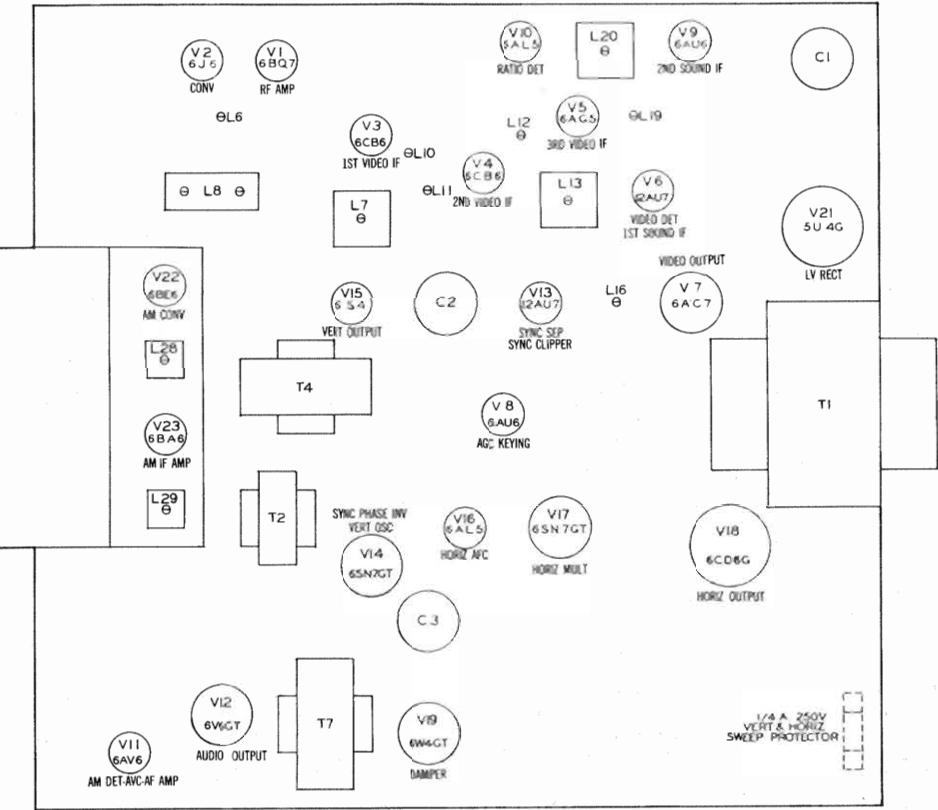 V2
6J6
CONV
V1
6BQ7
RF AMP
V10
6AL5
RATIO DET
L20
V9
6AU6
2ND SOUND IF
C1
L6
V3
6CB6
1ST VIDEO IF
L10
L12
V5
6AG5
3RD VIDEO IF
L19
V4
6CB6
2ND VIDEO IF
L11
L8
L7
L13
V6
12AU7
VIDEO DET
1ST SOUND IF
V21
5U4G
LV RECT
V22
6BE6
AM CONV
V15
6S4
VERT OUTPUT
C2
V13
12AU7
SYNC SEP
SYNC CLIPPER
L16
VIDEO OUTPUT
V7
6AC7
L28
T4
T1
V23
6BA6
AM IF AMP
V8
6AU6
AGC KEYING
L29
T2
SYNC PHASE INV
VERT OSC
V14
6SN7GT
V16
6AL5
HORIZ AFC
V17
6SN7GT
HORIZ MULT
V18
6CD6G
HORIZ OUTPUT
C3
V12
6V6GT
AUDIO OUTPUT
T7
V19
6W4GT
DAMPER
1/4 A 250V
VERT & HORIZ
SWEEP PROTECTOR
V11
6AV6
AM DET-AVC-AF AMP